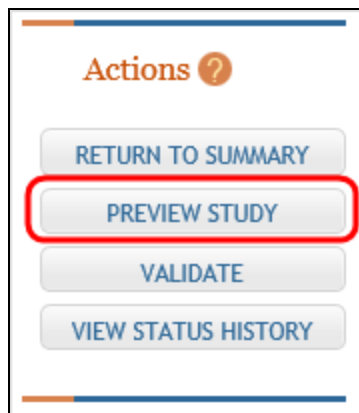 Actions ?
RETURN TO SUMMARY
PREVIEW STUDY
VALIDATE
VIEW STATUS HISTORY